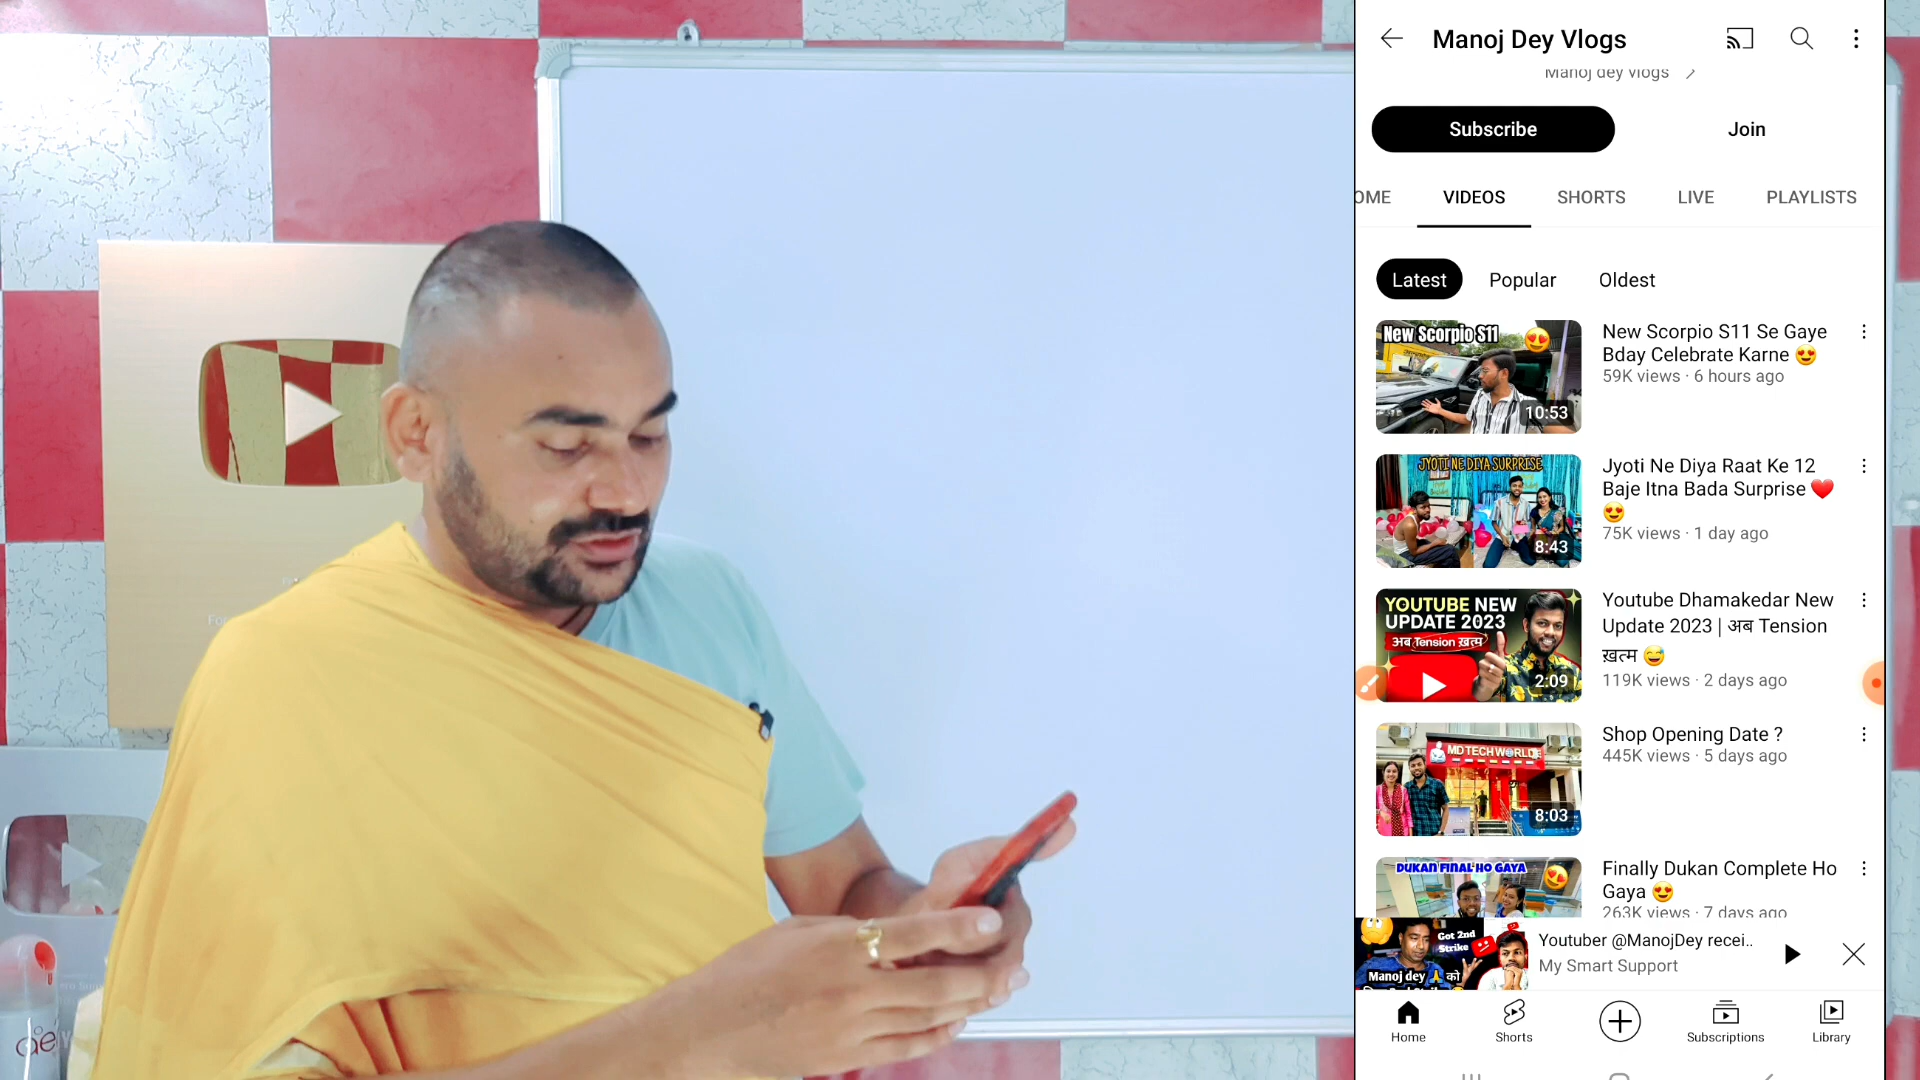 Manoj Dey Vlogs
Manoj dey vlogs
Subscribe
Join
OME
VIDEOS
SHORTS
LIVE
PLAYLISTS
Latest
Popular
Oldest
New Scorpio S11
10:53
New Scorpio S11 Se Gaye
Bday Celebrate Karne 😍
59K views · 6 hours ago
JYOTI NE DIYA SURPRISE
8:43
Jyoti Ne Diya Raat Ke 12
Baje Itna Bada Surprise ❤️
😍
75K views · 1 day ago
YOUTUBE NEW
UPDATE 2023
अब Tension ख़त्म
2:09
Youtube Dhamakedar New
Update 2023 | अब Tension
ख़त्म 😅
119K views · 2 days ago
MD TECH WORLD
8:03
Shop Opening Date ?
445K views · 5 days ago
DUKAN FINAL HO GAYA
Finally Dukan Complete Ho
Gaya 😍
263K views · 7 days ago
Got 2nd
Strike
Manoj dey 🙏 को
Youtuber @ManojDey recei..
My Smart Support
Home
Shorts
Subscriptions
Library